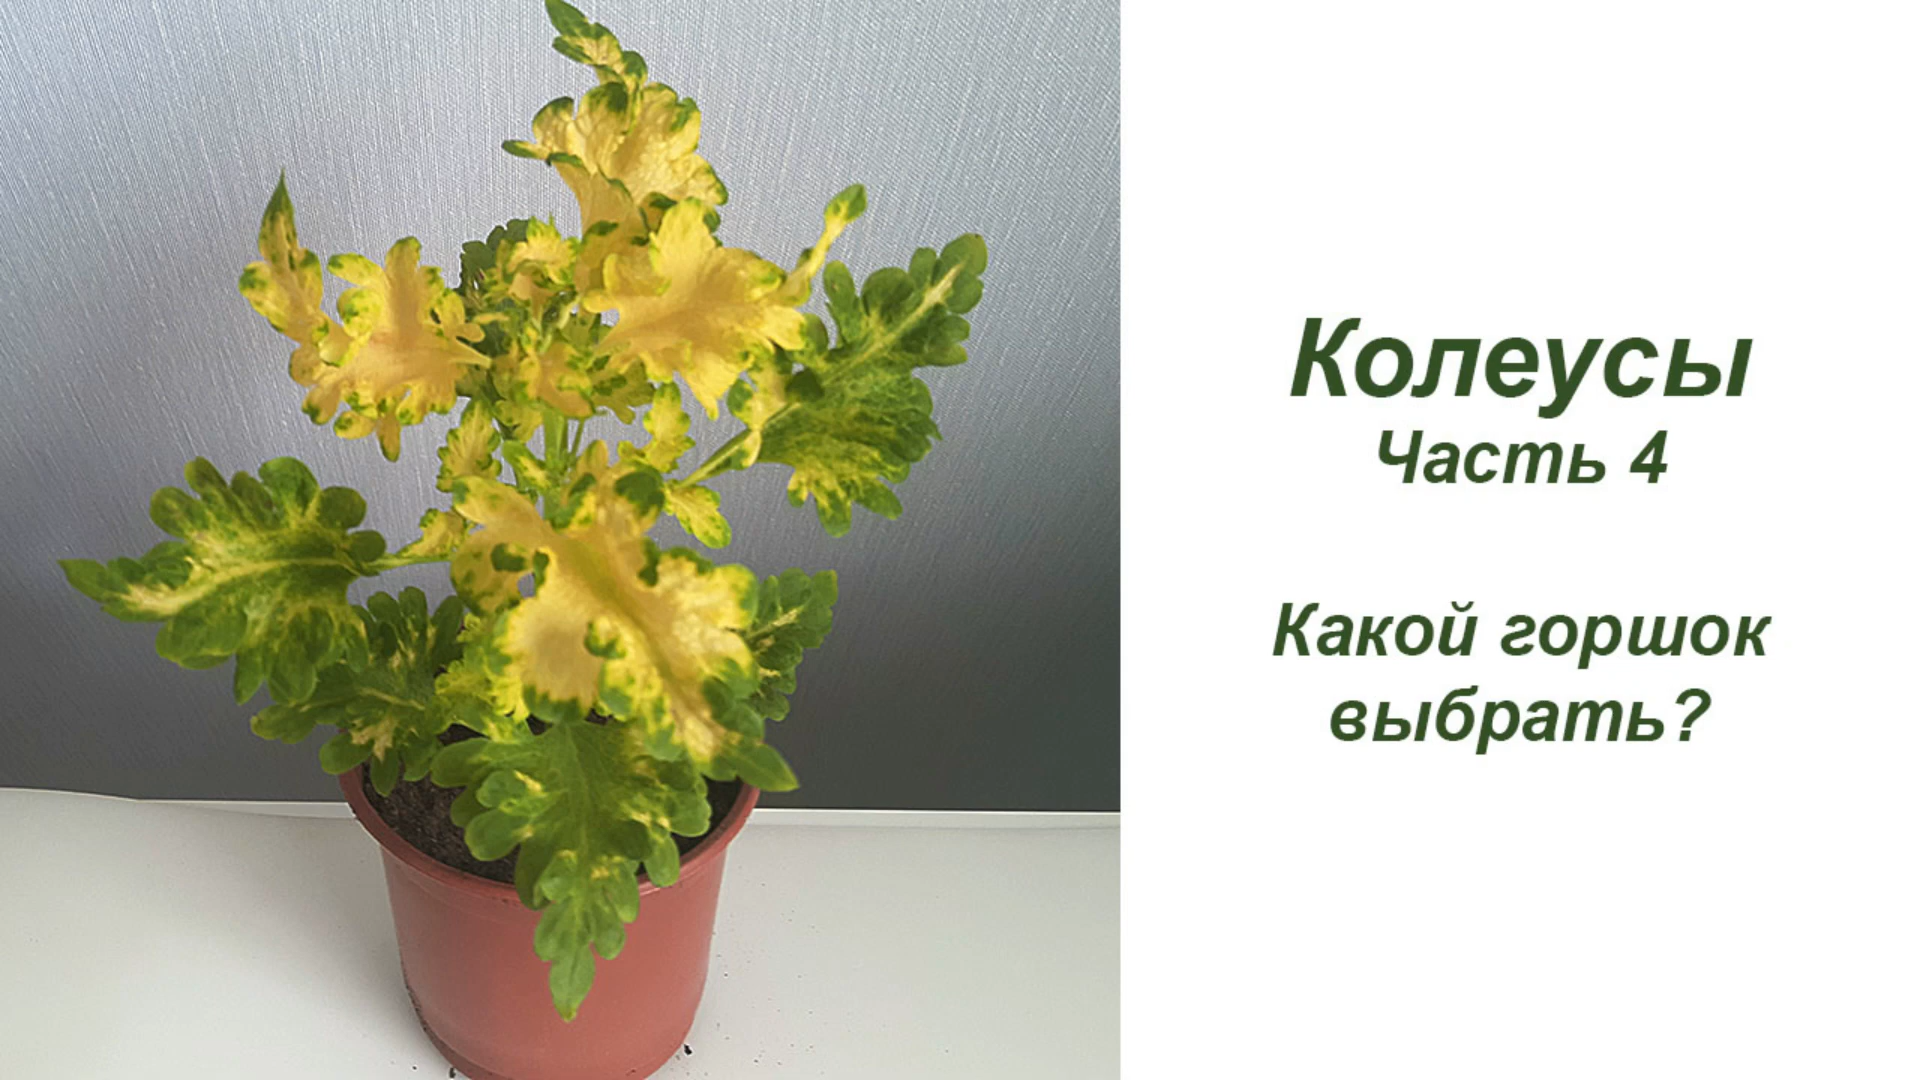 Колеусы
Часть 4
Какой горшок
выбрать?